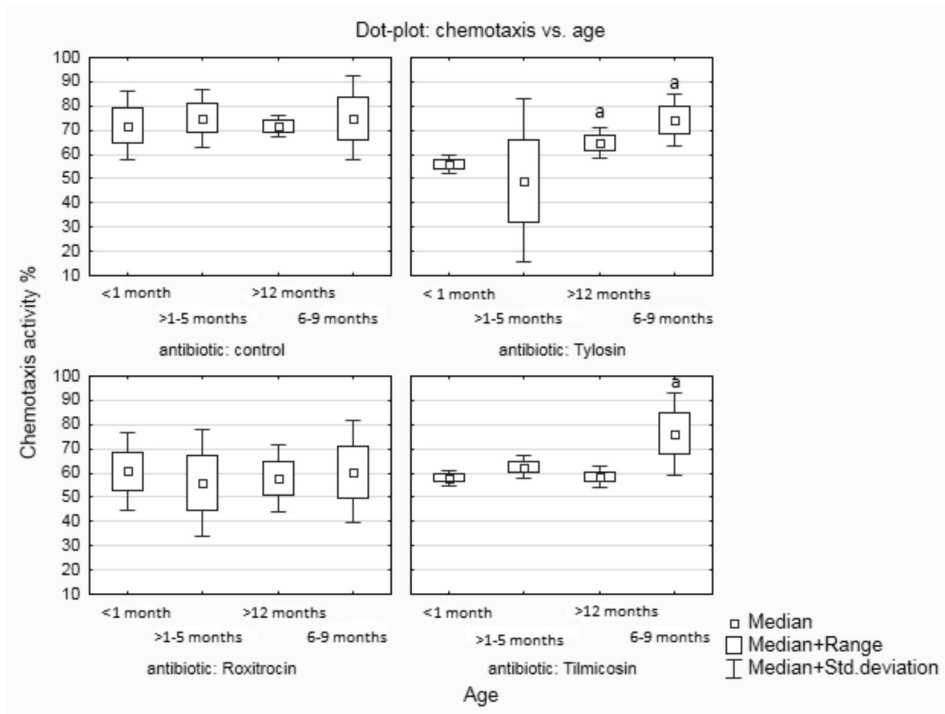 Dot-plot: chemotaxis vs. age
Chemotaxis activity %
100
90
80
70
60
50
40
30
20
10
<1 month
>1-5 months
>12 months
6-9 months
antibiotic: control
a
a
< 1 month
>1-5 months
>12 months
6-9 months
antibiotic: Tylosin
100
90
80
70
60
50
40
30
20
10
<1 month
>1-5 months
>12 months
6-9 months
antibiotic: Roxitrocin
a
<1 month
>1-5 months
>12 months
6-9 months
antibiotic: Tilmicosin
Age
Median
Median+Range
Median+Std.deviation